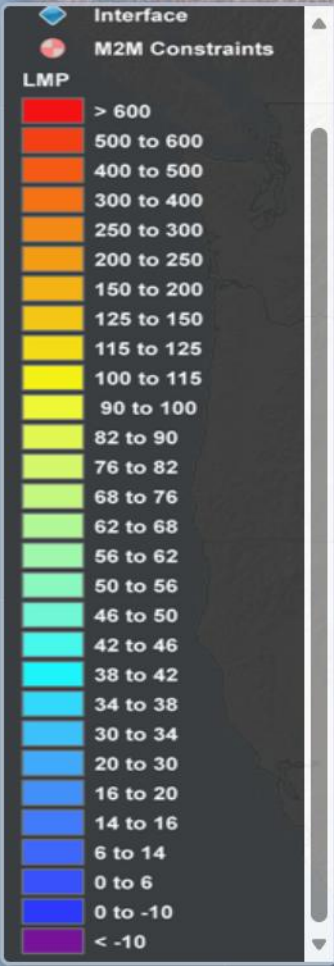 Interface
M2M Constraints
LMP
> 600
500 to 600
400 to 500
300 to 400
250 to 300
200 to 250
150 to 200
125 to 150
115 to 125
100 to 115
90 to 100
82 to 90
76 to 82
68 to 76
62 to 68
56 to 62
50 to 56
46 to 50
42 to 46
38 to 42
34 to 38
30 to 34
20 to 30
16 to 20
14 to 16
6 to 14
0 to 6
0 to -10
< -10